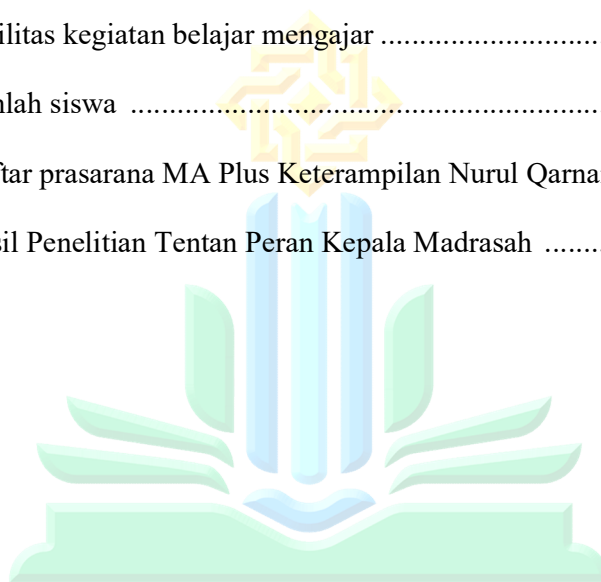 ilitas kegiatan belajar mengajar ............................
nlah siswa ............................................................
ftar prasarana MA Plus Keterampilan Nurul Qarna
sil Penelitian Tentan Peran Kepala Madrasah ........